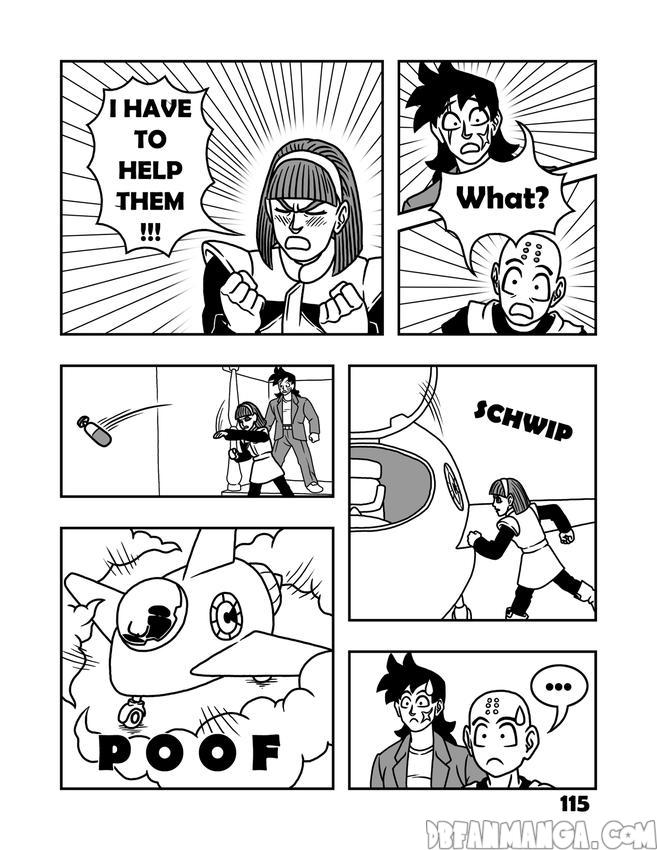 I HAVE
TO
HELP
THEM
!!!
What?
SCHWIP
POOF
...
115
DBFANMANGA.COM